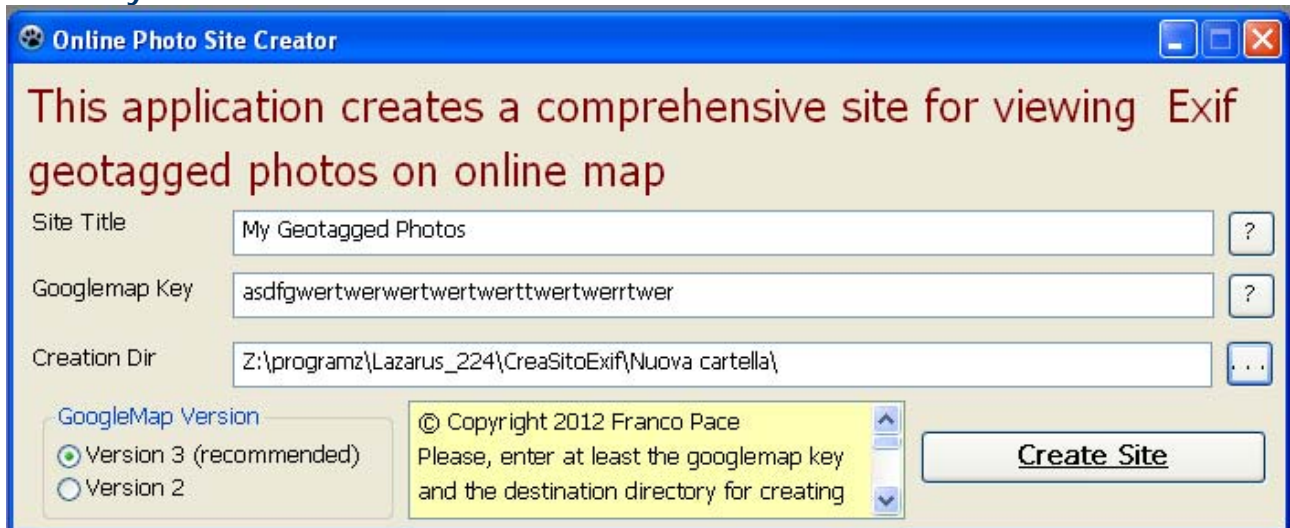 Online Photo Site Creator
This application creates a comprehensive site for viewing Exif
geotagged photos on online map
Site Title
My Geotagged Photos
?
Googlemap Key
asdfgwertwerwertwertwerttwertwerrtwer
?
Creation Dir
Z:\programz\Lazarus_224\CreaSitoExif\Nuova cartella\
...
GoogleMap Version
Version 3 (recommended)
Version 2
© Copyright 2012 Franco Pace
Please, enter at least the googlemap key
and the destination directory for creating
Create Site